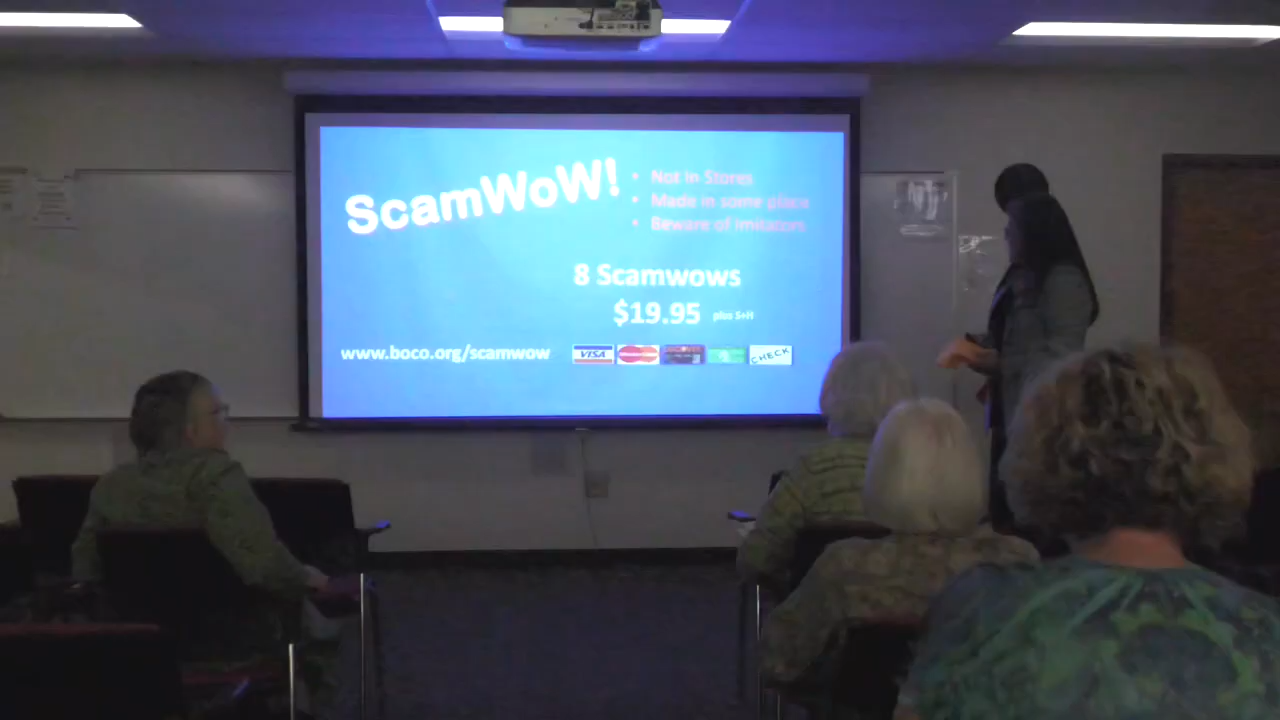 ScamWoW!
• Not In Stores
• Made in some place
• Beware of imitators
8 Scamwows
$19.95 plus S+H
www.boco.org/scamwow
VISA
CHECK